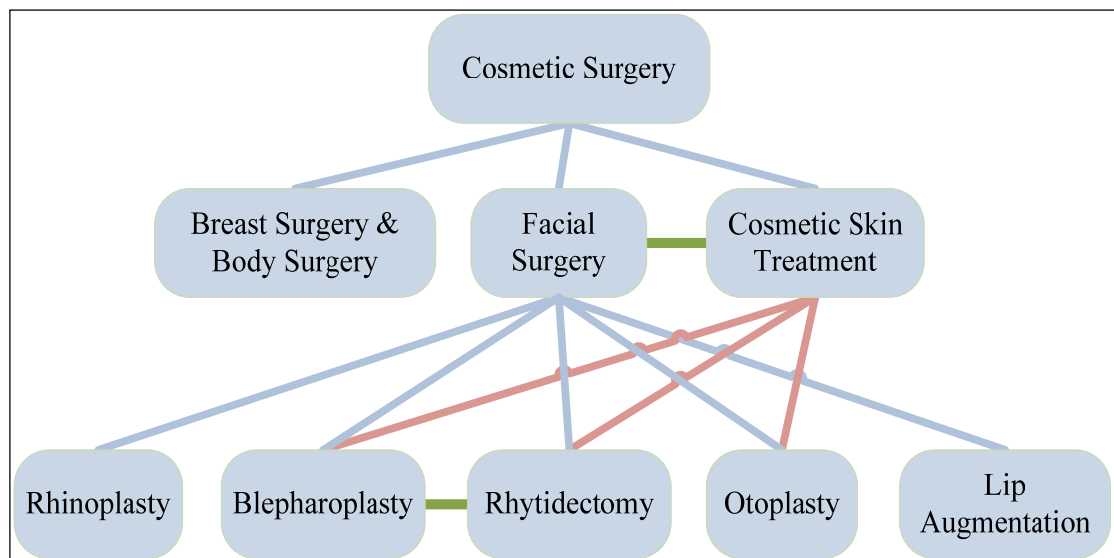 Cosmetic Surgery
Breast Surgery &
Body Surgery
Facial
Surgery
Cosmetic Skin
Treatment
Rhinoplasty
Blepharoplasty
Rhytidectomy
Otoplasty
Lip
Augmentation